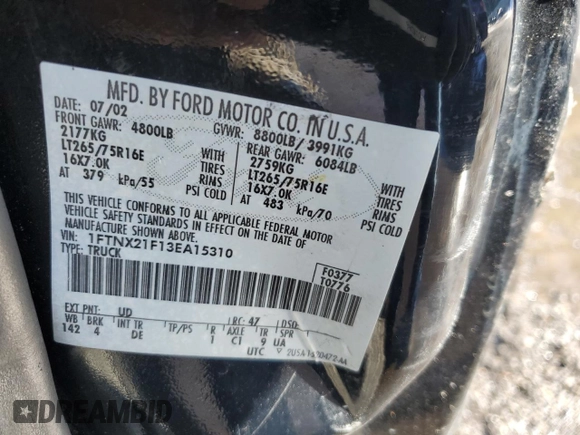 MFD. BY FORD MOTOR CO. IN U.S.A.
DATE: 07/02 GVWR: 8800LB/ 3991KG
FRONT GAWR: 4800LB REAR GAWR: 6084LB
2177KG WITH 2759KG WITH
LT265/75R16E TIRES LT265/75R16E TIRES
16X7.0K RIMS 16X7.0K RIMS
AT 379 kPa/55 PSI COLD AT 483 kPa/70 PSI COLD
THIS VEHICLE CONFORMS TO ALL APPLICABLE FEDERAL MOTOR
VEHICLE SAFETY STANDARDS IN EFFECT ON THE DATE OF
MANUFACTURE SHOWN ABOVE.
VIN: 1FTNX21F13EA15310
TYPE: TRUCK
F0377
T0776
EXT PNT: UD RC: 47 DSO:
WB BRK INT TR TP/PS R AXLE TR SPR
142 4 DE 1 C1 9 UA
UTC
DREAMBID